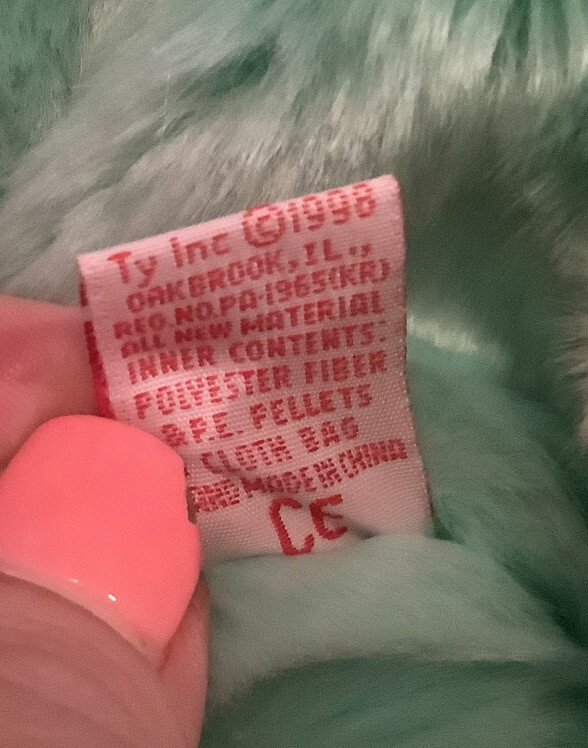 Ty Inc ©1998
OAKBROOK, IL.,
REG.NO.PA-1965(KR)
ALL NEW MATERIAL
INNER CONTENTS:
POLYESTER FIBER
& P.E. PELLETS
CLOTH BAG
AND MADE IN CHINA
CE